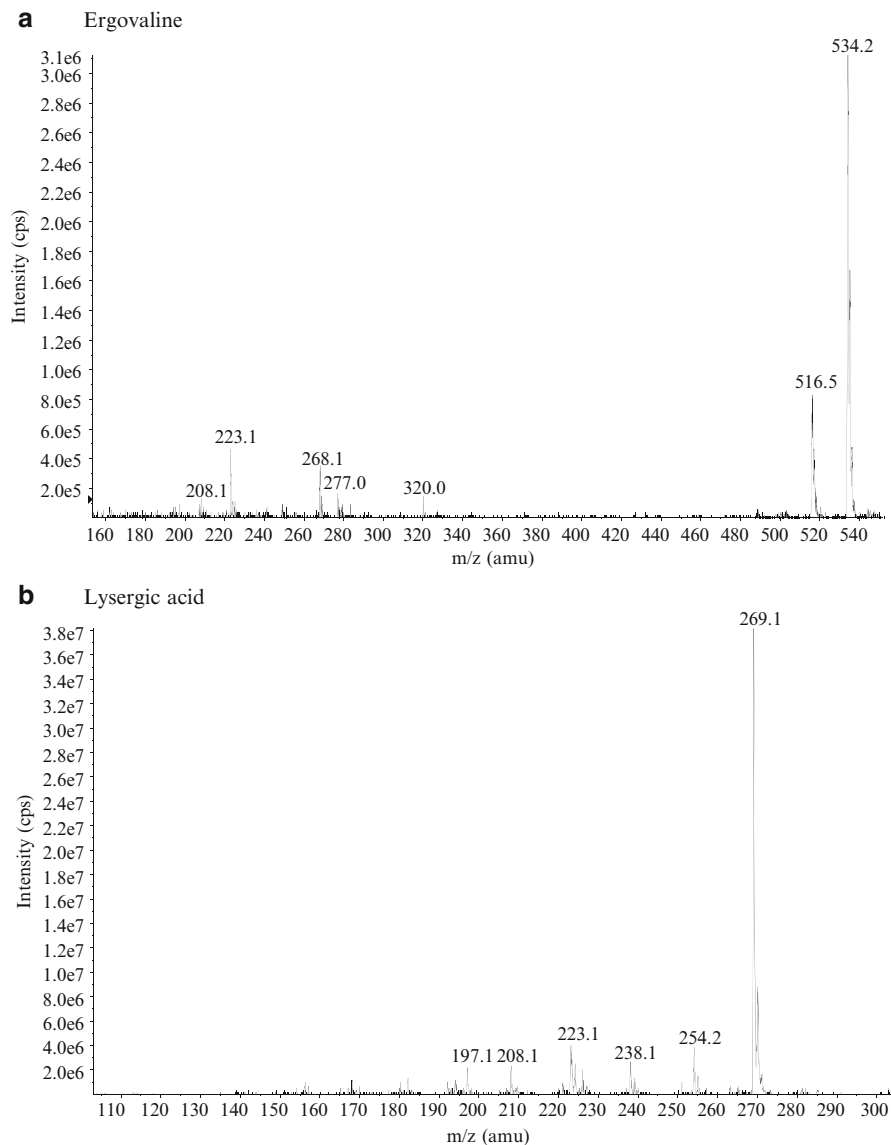 a Ergovaline
3.1e6
3.0e6
2.8e6
2.6e6
2.4e6
2.2e6
2.0e6
1.8e6
1.6e6
1.4e6
1.2e6
1.0e6
8.0e5
6.0e5
4.0e5
2.0e5
Intensity (cps)
534.2
516.5
223.1
268.1
277.0
320.0
208.1
160 180 200 220 240 260 280 300 320 340 360 380 400 420 440 460 480 500 520 540
m/z (amu)
b Lysergic acid
3.8e7
3.6e7
3.4e7
3.2e7
3.0e7
2.8e7
2.6e7
2.4e7
2.2e7
2.0e7
1.8e7
1.6e7
1.4e7
1.2e7
1.0e7
8.0e6
6.0e6
4.0e6
2.0e6
Intensity (cps)
269.1
254.2
223.1
238.1
197.1
208.1
110 120 130 140 150 160 170 180 190 200 210 220 230 240 250 260 270 280 290 300
m/z (amu)